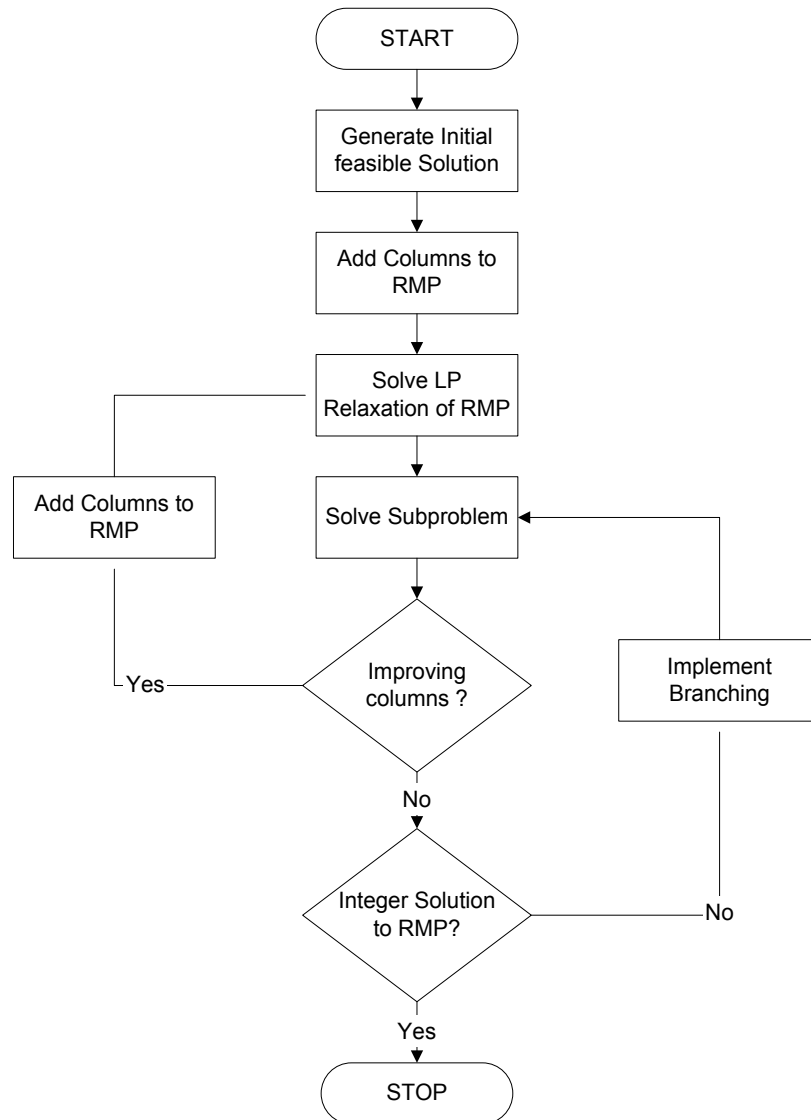 START
Generate Initial
feasible Solution
Add Columns to
RMP
Solve LP
Relaxation of RMP
Add Columns to
RMP
Solve Subproblem
Improving
columns ?
Yes
Implement
Branching
No
Integer Solution
to RMP?
No
Yes
STOP